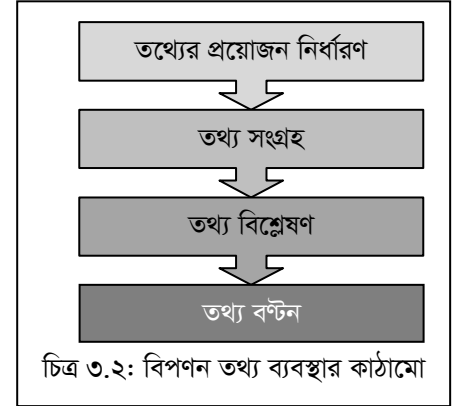 তথ্যের প্রয়োজন নির্ধারণ
তথ্য সংগ্রহ
তথ্য বিশ্লেষণ
তথ্য বণ্টন
চিত্র ৩.২: বিপণন তথ্য ব্যবস্থার কাঠামো